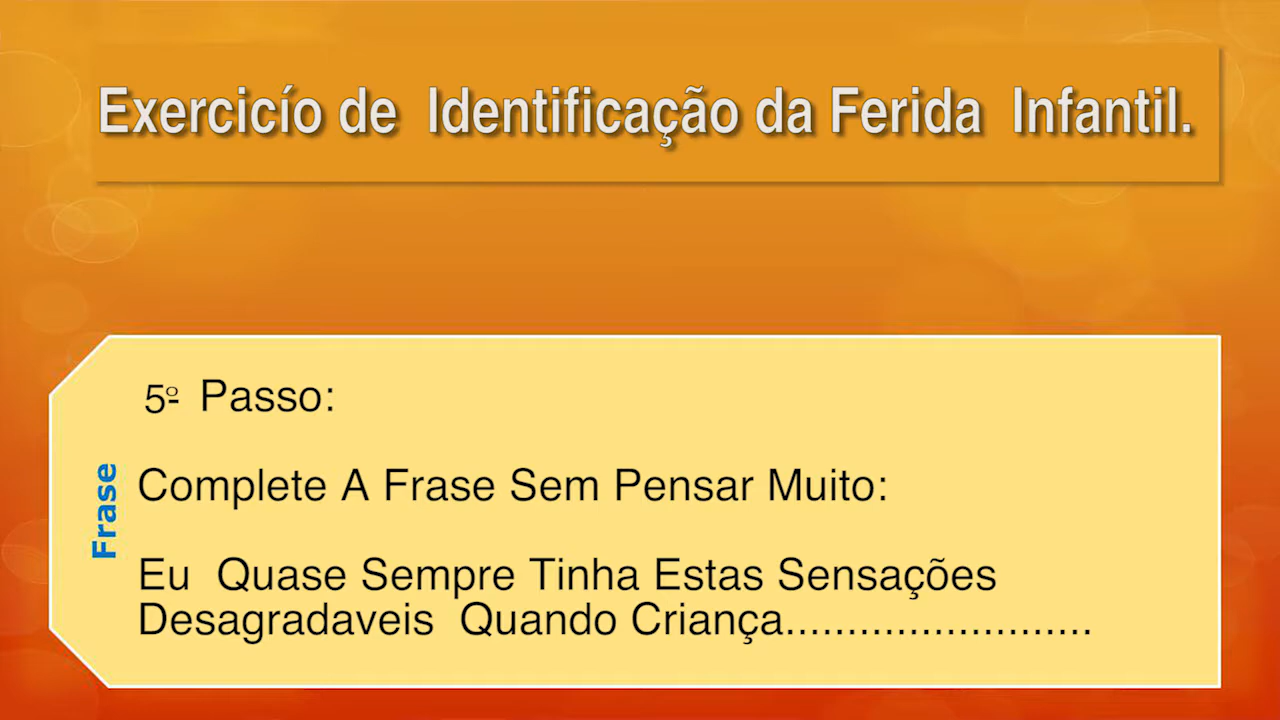 Exercicío de Identificação da Ferida Infantil.
5º Passo:
Frase
Complete A Frase Sem Pensar Muito:
Eu Quase Sempre Tinha Estas Sensações
Desagradaveis Quando Criança.........................